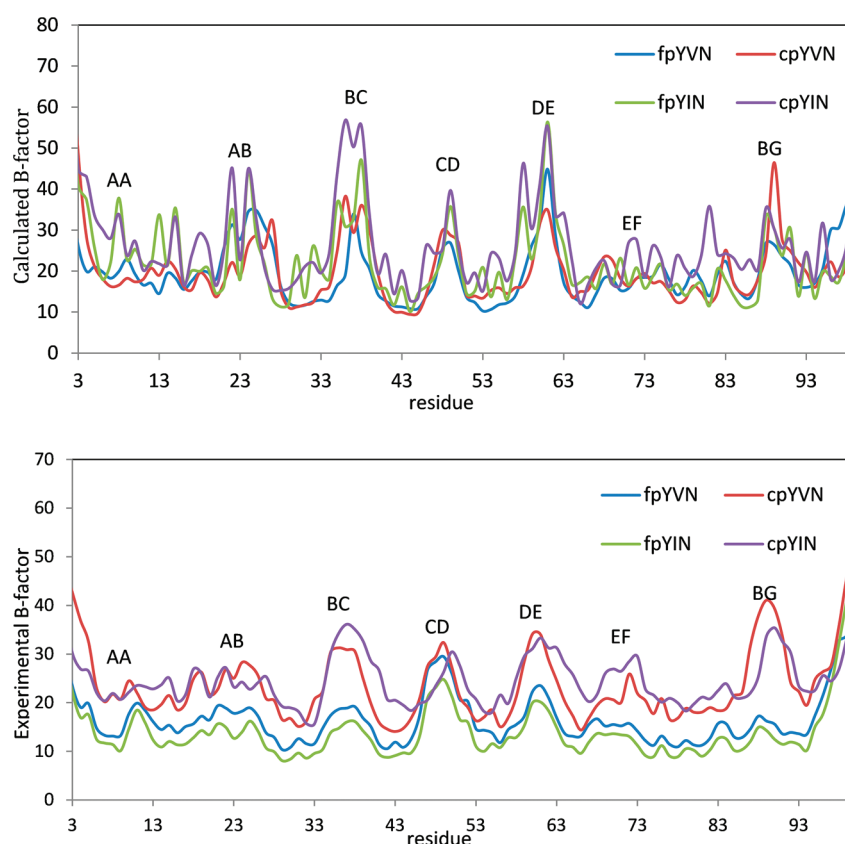 80
70
60
50
40
30
20
10
0
Calculated B-factor
fpYVN cpYVN
fpYIN cpYIN
AA AB BC CD DE EF BG
3 13 23 33 43 53 63 73 83 93
residue
70
60
50
40
30
20
10
0
Experimental B-factor
fpYVN cpYVN
fpYIN cpYIN
AA AB BC CD DE EF BG
3 13 23 33 43 53 63 73 83 93
residue